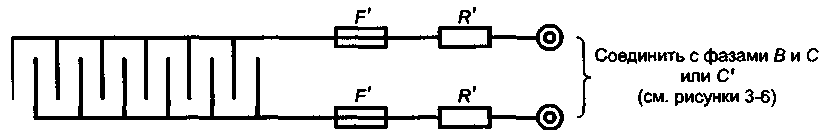 F' R'
Соединить с фазами B и C
или C'
(см. рисунки 3-6)
F' R'